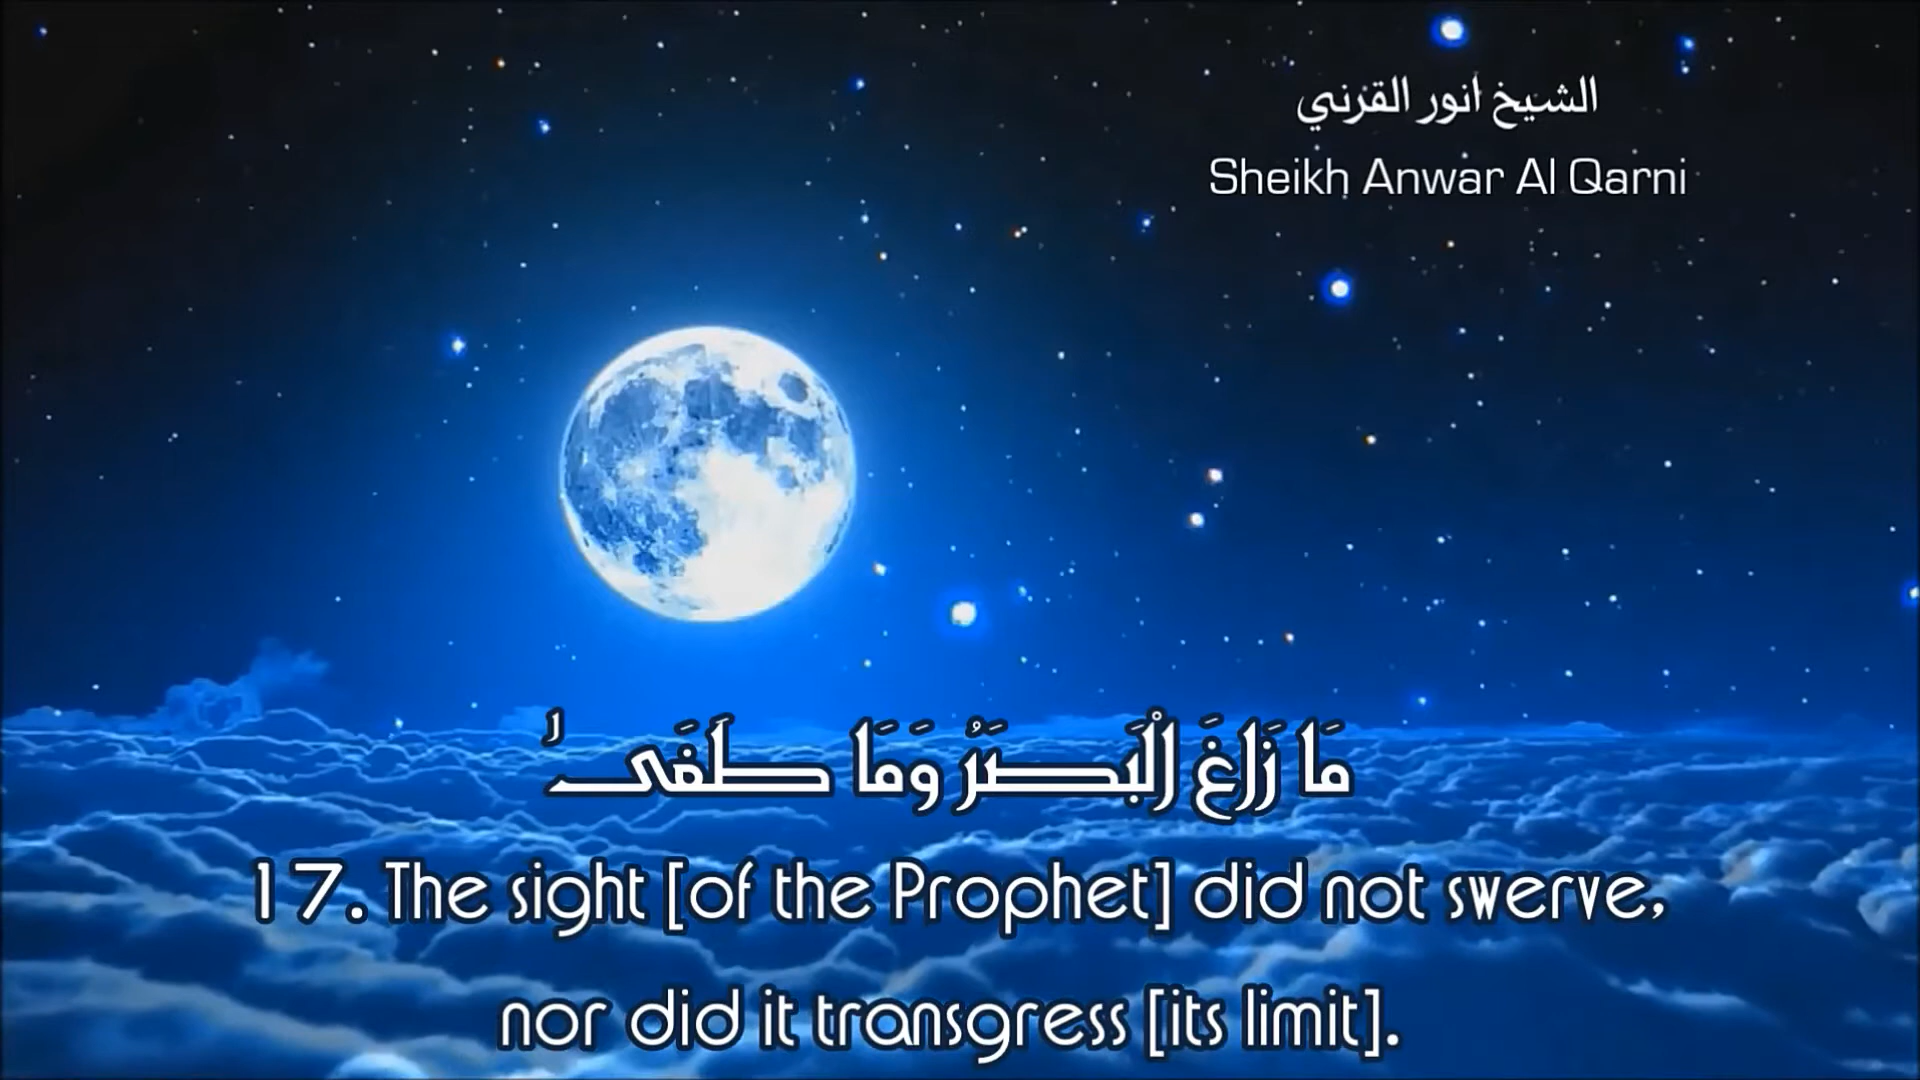 الشيخ أنور القرني
Sheikh Anwar Al Qarni
مَا زَاغَ الْبَصَرُ وَمَا طَغَىٰ
17. The sight [of the Prophet] did not swerve,
nor did it transgress [its limit].